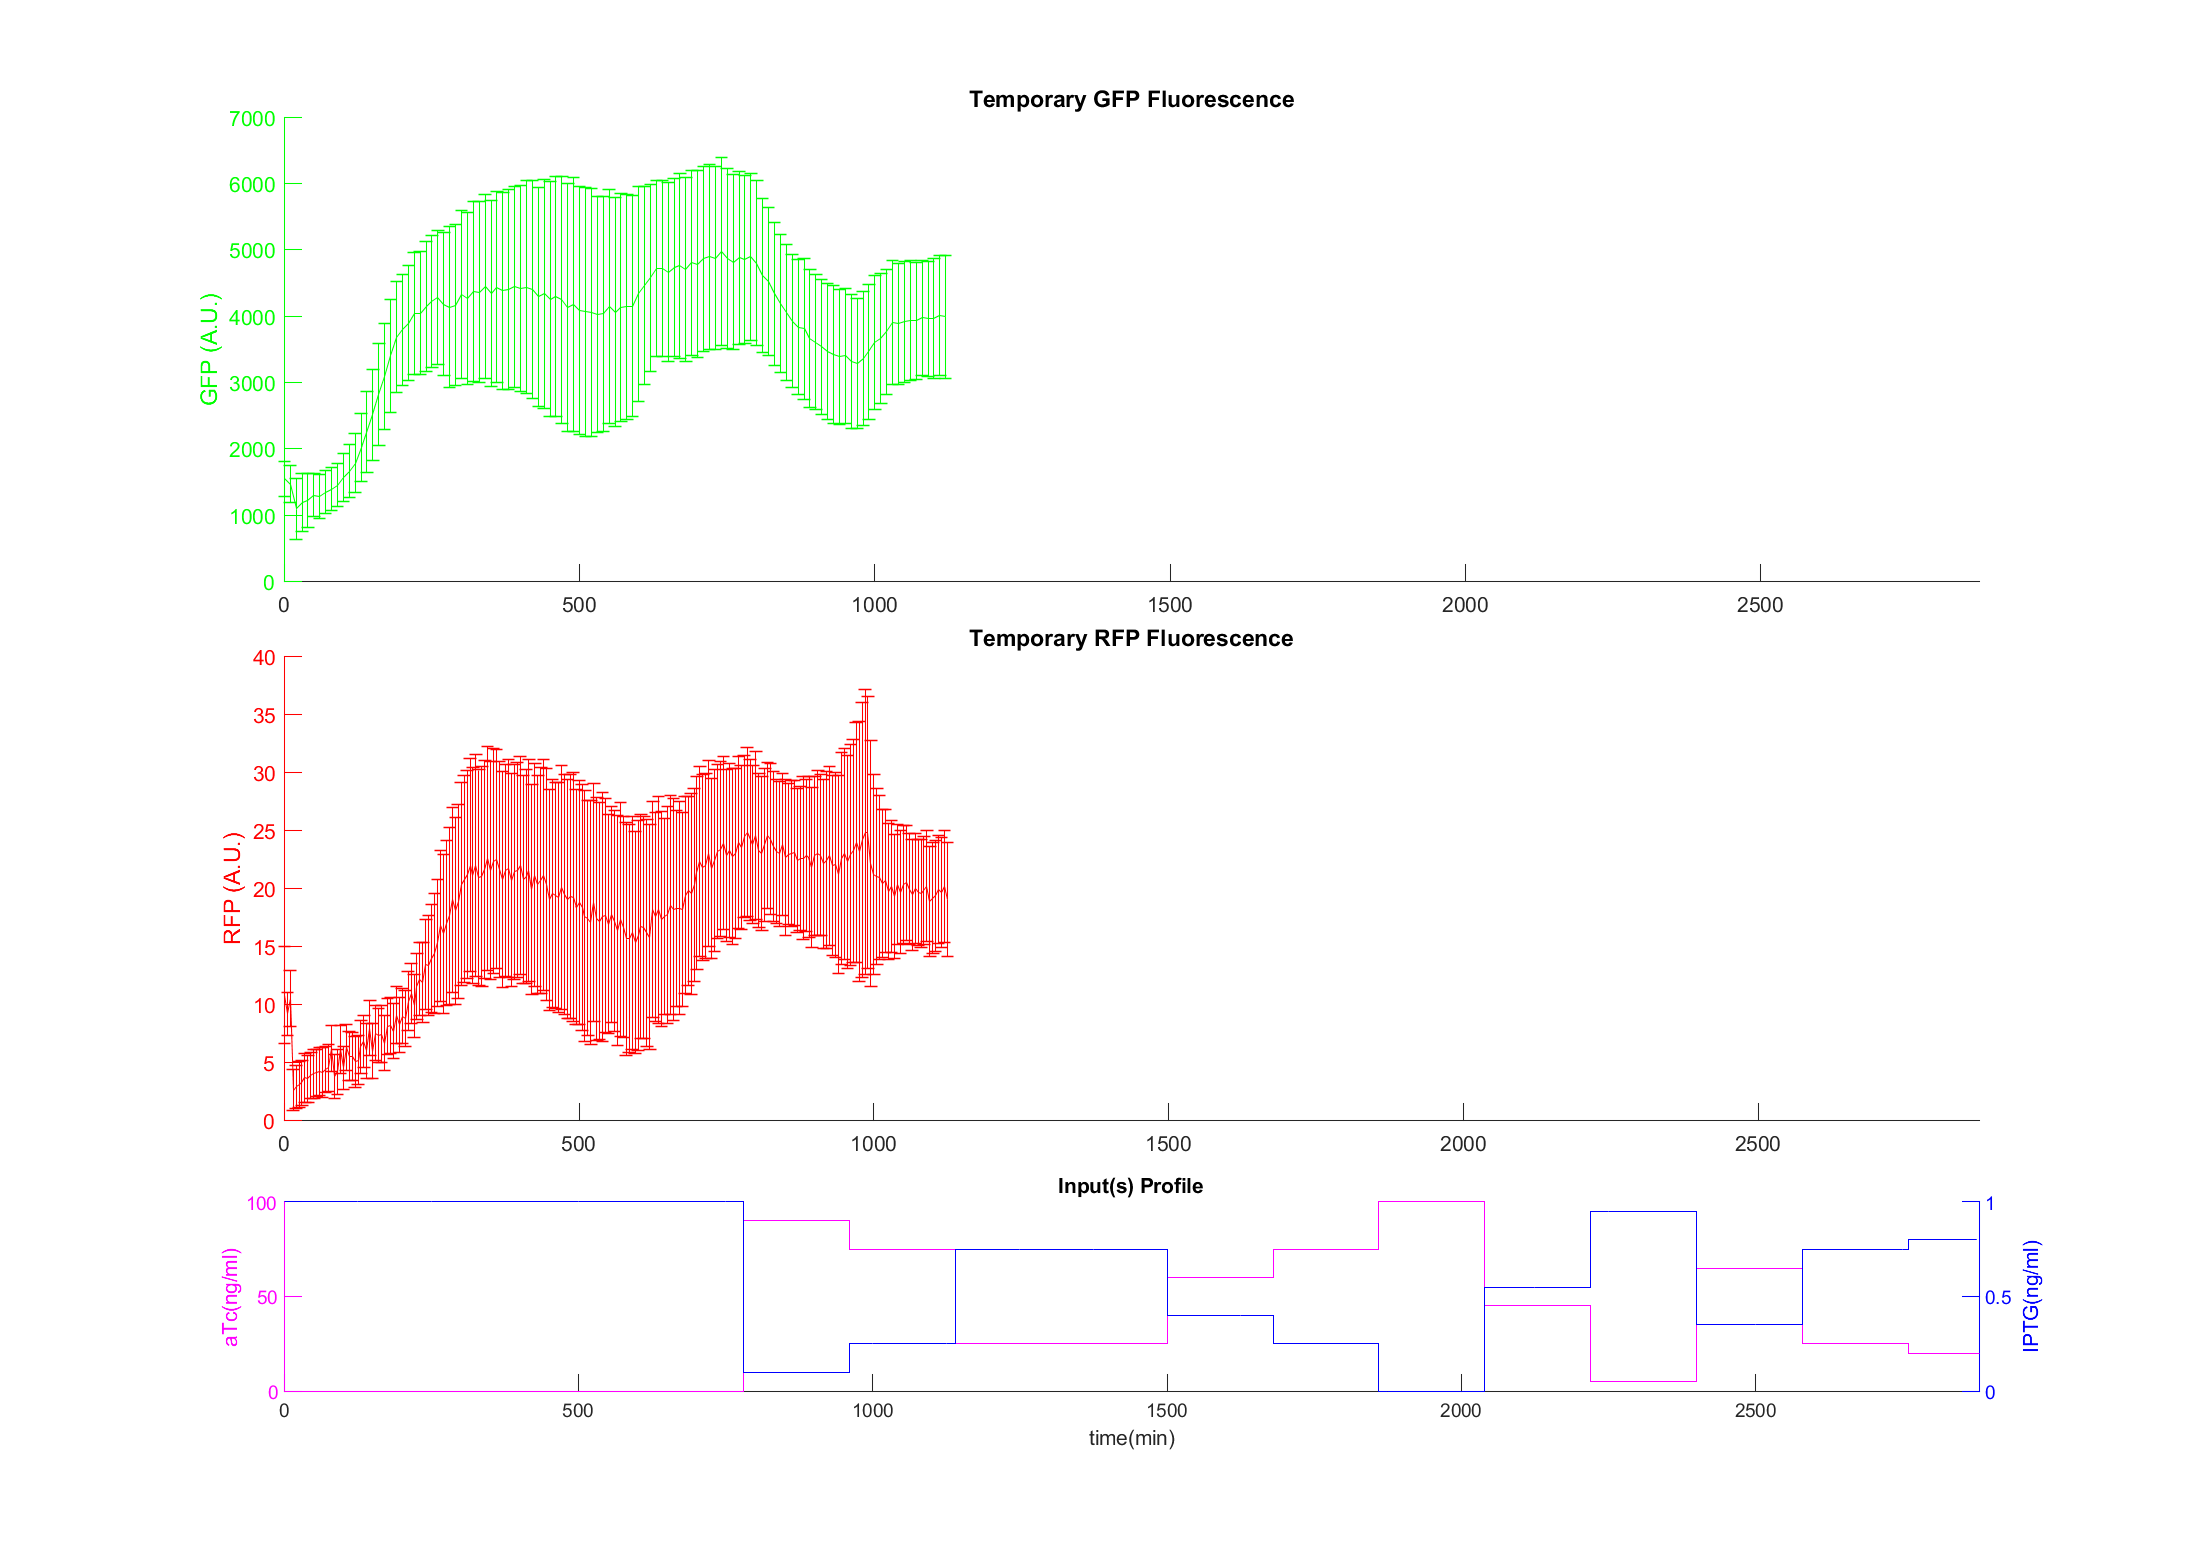 Temporary GFP Fluorescence
7000
6000
5000
4000
3000
2000
1000
0
GFP (A.U.)
0 500 1000 1500 2000 2500
Temporary RFP Fluorescence
40
35
30
25
20
15
10
5
0
RFP (A.U.)
0 500 1000 1500 2000 2500
Input(s) Profile
100
50
0
aTc(ng/ml)
1
0.5
0
IPTG(ng/ml)
0 500 1000 1500 2000 2500
time(min)